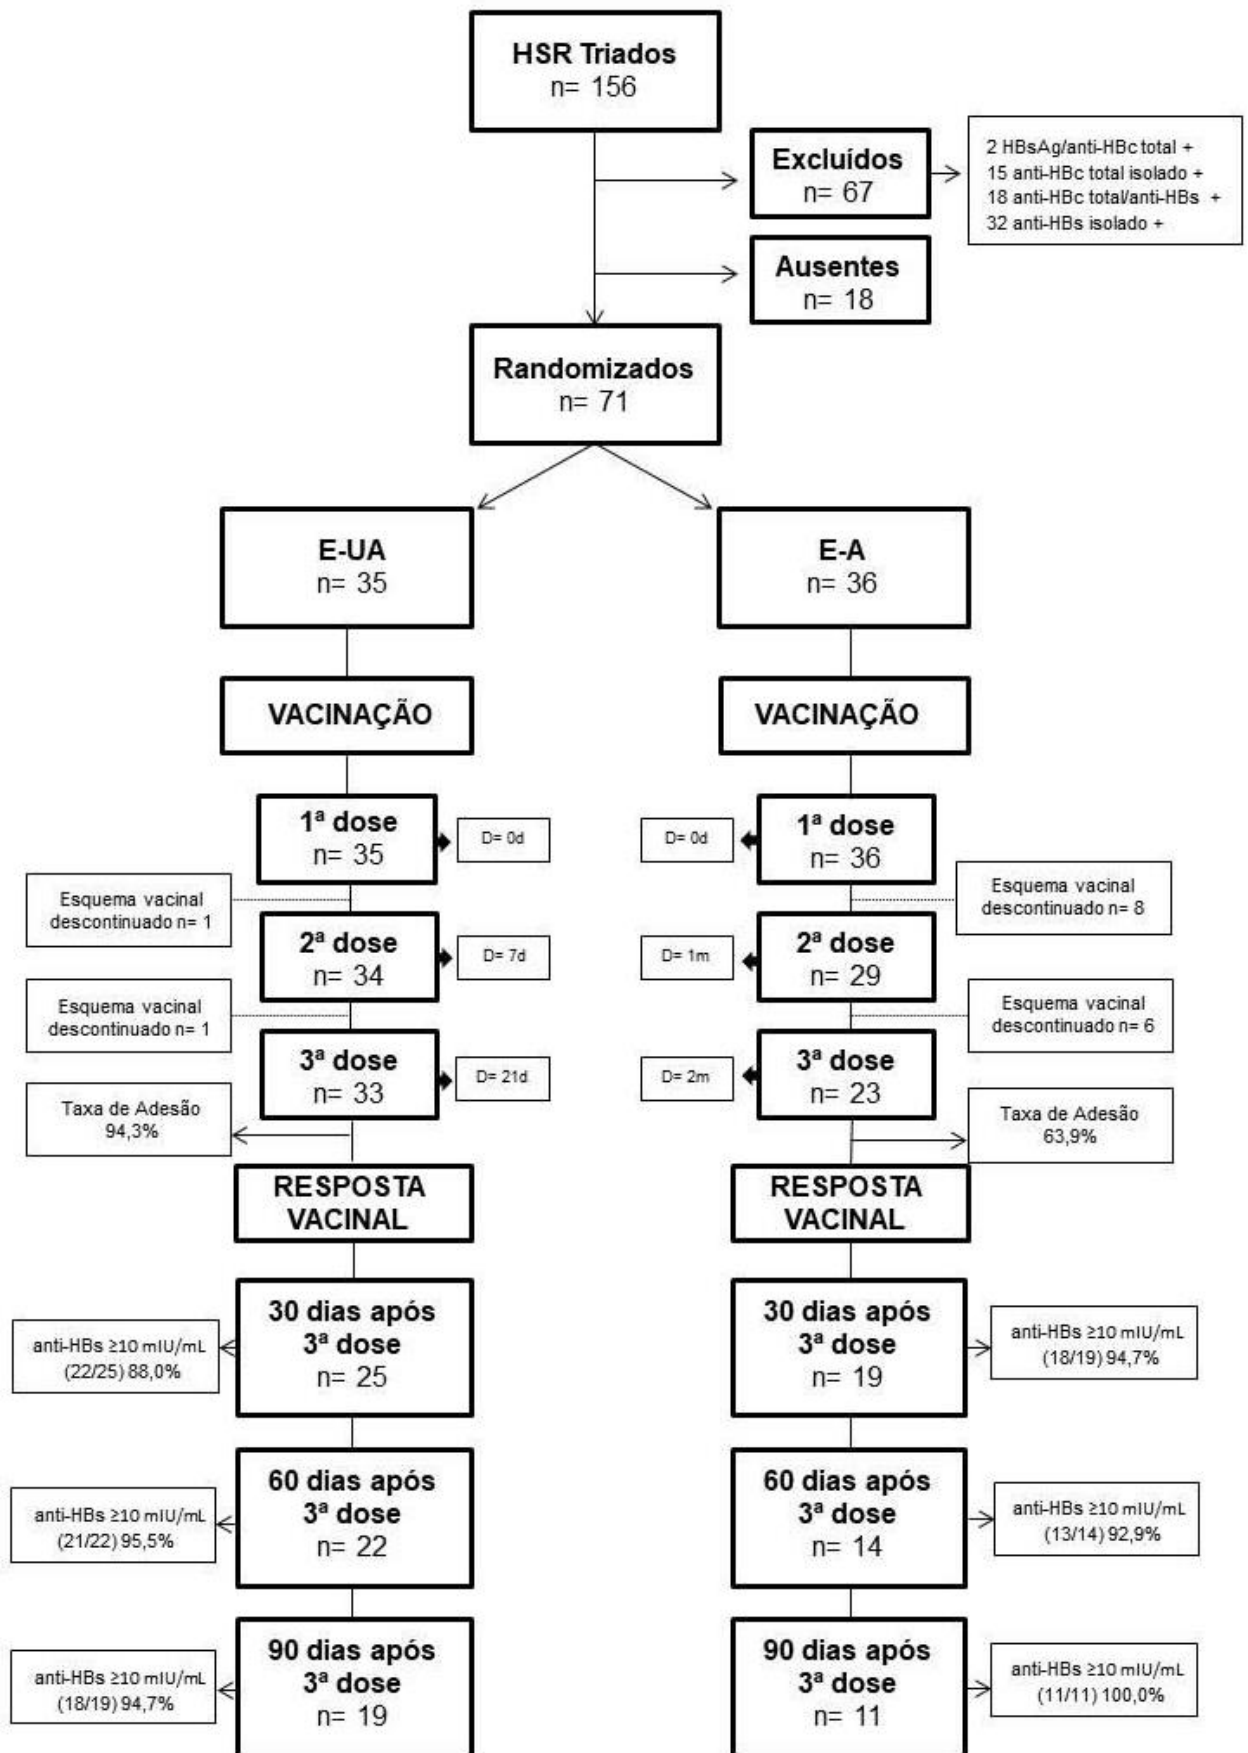 HSR Triados
n= 156
Excluídos
n= 67
2 HBsAg/anti-HBc total +
15 anti-HBc total isolado +
18 anti-HBc total/anti-HBs +
32 anti-HBs isolado +
Ausentes
n= 18
Randomizados
n= 71
E-UA
n= 35
E-A
n= 36
VACINAÇÃO
VACINAÇÃO
1ª dose
n= 35
D= 0d
D= 0d
1ª dose
n= 36
Esquema vacinal
descontinuado n= 1
Esquema vacinal
descontinuado n= 8
2ª dose
n= 34
D= 7d
D= 1m
2ª dose
n= 29
Esquema vacinal
descontinuado n= 1
Esquema vacinal
descontinuado n= 6
3ª dose
n= 33
D= 21d
D= 2m
3ª dose
n= 23
Taxa de Adesão
94,3%
Taxa de Adesão
63,9%
RESPOSTA
VACINAL
RESPOSTA
VACINAL
anti-HBs ≥10 mIU/mL
(22/25) 88,0%
30 dias após
3ª dose
n= 25
30 dias após
3ª dose
n= 19
anti-HBs ≥10 mIU/mL
(18/19) 94,7%
anti-HBs ≥10 mIU/mL
(21/22) 95,5%
60 dias após
3ª dose
n= 22
60 dias após
3ª dose
n= 14
anti-HBs ≥10 mIU/mL
(13/14) 92,9%
anti-HBs ≥10 mIU/mL
(18/19) 94,7%
90 dias após
3ª dose
n= 19
90 dias após
3ª dose
n= 11
anti-HBs ≥10 mIU/mL
(11/11) 100,0%